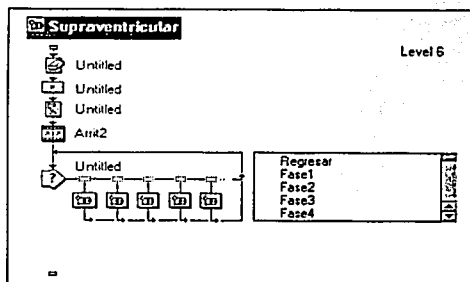 Supraventricular
Level 6
Untitled
Untitled
Untitled
Arrit2
Untitled
?
Regresar
Fase1
Fase2
Fase3
Fase4